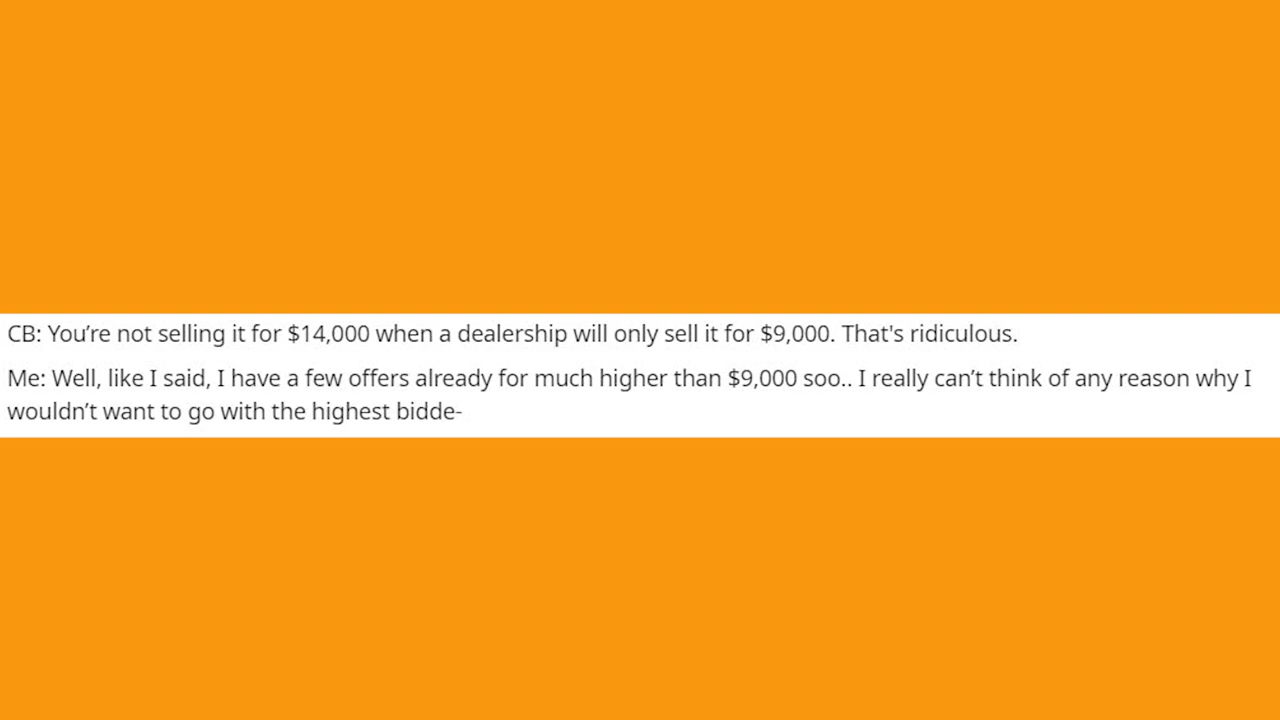 CB: You’re not selling it for $14,000 when a dealership will only sell it for $9,000. That's ridiculous.
Me: Well, like I said, I have a few offers already for much higher than $9,000 soo.. I really can’t think of any reason why I
wouldn’t want to go with the highest bidde-